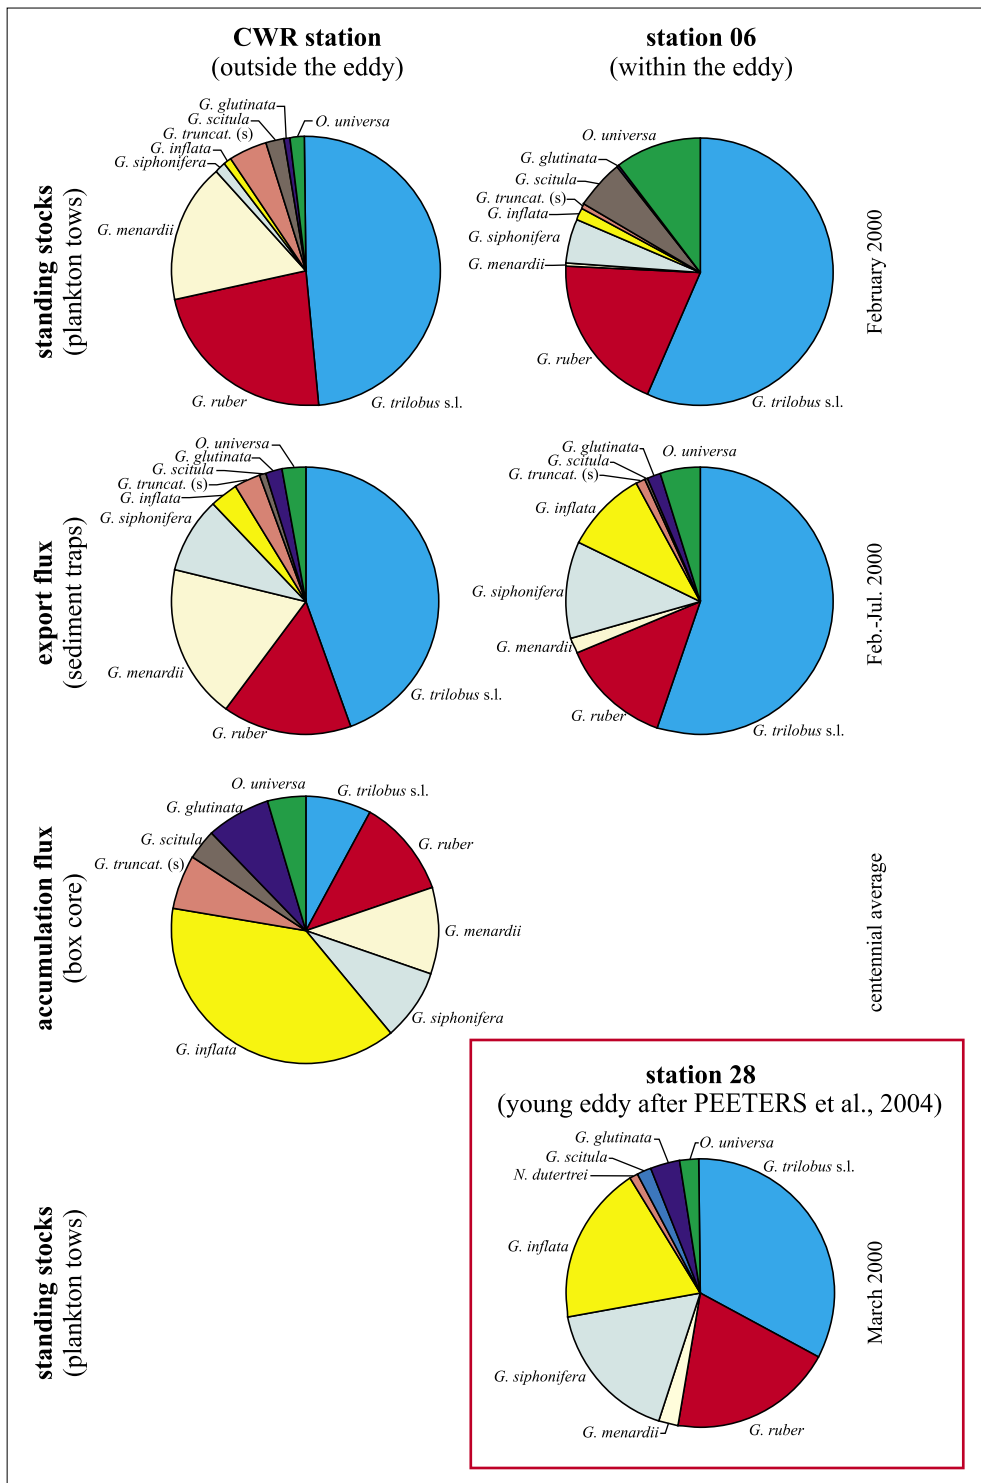 CWR station
(outside the eddy)
station 06
(within the eddy)
standing stocks
(plankton tows)
G. glutinata
G. scitula
O. universa
G. truncat. (s)
G. inflata
G. siphonifera
G. menardii
G. ruber
G. trilobus s.l.
O. universa
G. glutinata
G. scitula
G. truncat. (s)
G. inflata
G. siphonifera
G. menardii
G. ruber
G. trilobus s.l.
February 2000
export flux
(sediment traps)
O. universa
G. glutinata
G. scitula
G. truncat. (s)
G. inflata
G. siphonifera
G. menardii
G. ruber
G. trilobus s.l.
G. glutinata
O. universa
G. scitula
G. truncat. (s)
G. inflata
G. siphonifera
G. menardii
G. ruber
G. trilobus s.l.
Feb.-Jul. 2000
accumulation flux
(box core)
O. universa
G. trilobus s.l.
G. glutinata
G. scitula
G. ruber
G. truncat. (s)
G. menardii
G. siphonifera
G. inflata
centennial average
station 28
(young eddy after PEETERS et al., 2004)
standing stocks
(plankton tows)
G. glutinata
O. universa
G. scitula
G. trilobus s.l.
N. dutertrei
G. inflata
G. siphonifera
G. menardii
G. ruber
March 2000